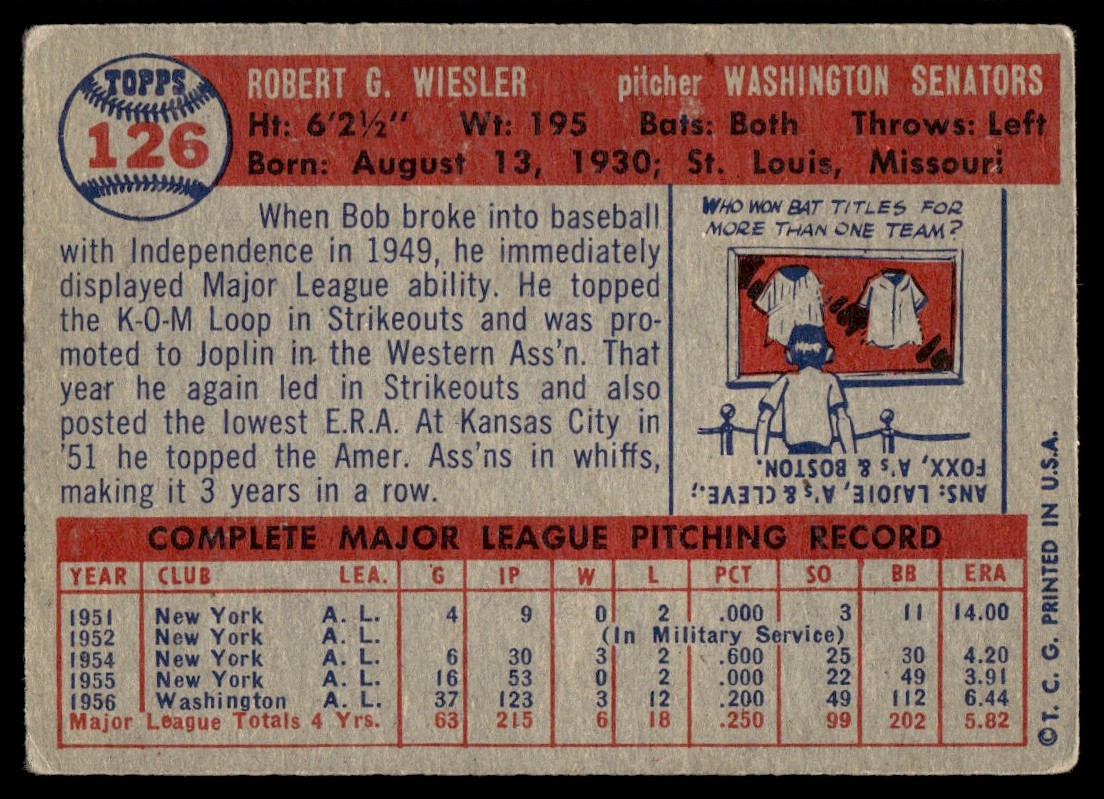 TOPPS
126
ROBERT G. WIESLER pitcher WASHINGTON SENATORS
Ht: 6'2½" Wt: 195 Bats: Both Throws: Left
Born: August 13, 1930; St. Louis, Missouri
When Bob broke into baseball
with Independence in 1949, he immediately
displayed Major League ability. He topped
the K-O-M Loop in Strikeouts and was pro-
moted to Joplin in the Western Ass'n. That
year he again led in Strikeouts and also
posted the lowest E.R.A. At Kansas City in
'51 he topped the Amer. Ass'ns in whiffs,
making it 3 years in a row.
WHO WON BAT TITLES FOR
MORE THAN ONE TEAM?
ANS: LAJOIE, A's & CLEVE.;
FOXX, A's & BOSTON.
COMPLETE MAJOR LEAGUE PITCHING RECORD
YEAR CLUB LEA. G IP W L PCT SO BB ERA
1951 New York A. L. 4 9 0 2 .000 3 11 14.00
1952 New York A. L. (In Military Service)
1954 New York A. L. 6 30 3 2 .600 25 30 4.20
1955 New York A. L. 16 53 0 2 .000 22 49 3.91
1956 Washington A. L. 37 123 3 12 .200 49 112 6.44
Major League Totals 4 Yrs. 63 215 6 18 .250 99 202 5.82
©T. C. G. PRINTED IN U.S.A.